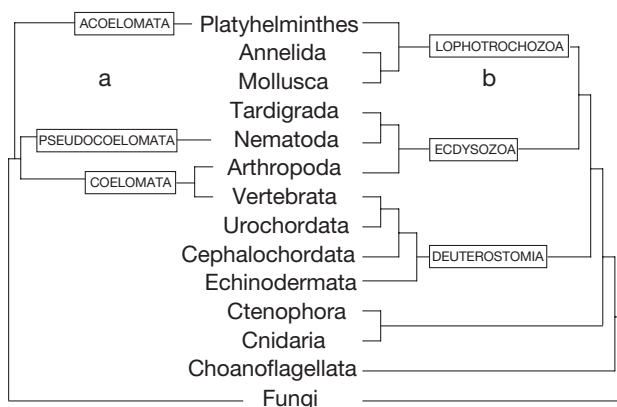 ACOELOMATA Platyhelminthes
Annelida LOPHOTROCHOZOA
a Mollusca b
Tardigrada
PSEUDOCOELOMATA Nematoda ECDYSOZOA
Arthropoda
COELOMATA
Vertebrata
Urochordata
Cephalochordata DEUTEROSTOMIA
Echinodermata
Ctenophora
Cnidaria
Choanoflagellata
Fungi